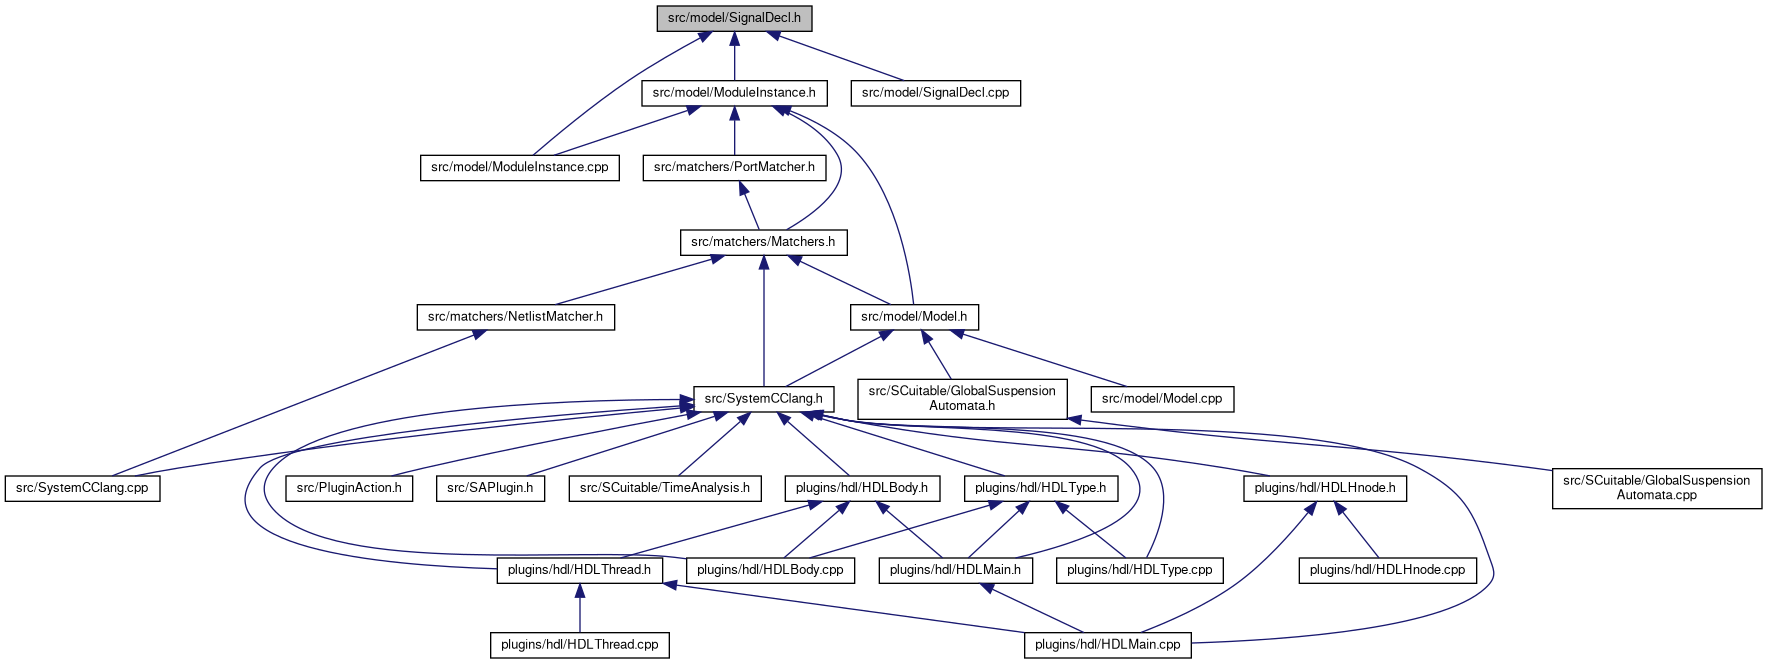 src/model/SignalDecl.h
src/model/ModuleInstance.h
src/model/SignalDecl.cpp
src/model/ModuleInstance.cpp
src/matchers/PortMatcher.h
src/matchers/Matchers.h
src/matchers/NetlistMatcher.h
src/model/Model.h
src/SystemCClang.h
src/SCuitable/GlobalSuspension
Automata.h
src/model/Model.cpp
src/SystemCClang.cpp
src/PluginAction.h
src/SAPlugin.h
src/SCuitable/TimeAnalysis.h
plugins/hdl/HDLBody.h
plugins/hdl/HDLType.h
plugins/hdl/HDLHnode.h
src/SCuitable/GlobalSuspension
Automata.cpp
plugins/hdl/HDLThread.h
plugins/hdl/HDLBody.cpp
plugins/hdl/HDLMain.h
plugins/hdl/HDLType.cpp
plugins/hdl/HDLHnode.cpp
plugins/hdl/HDLThread.cpp
plugins/hdl/HDLMain.cpp